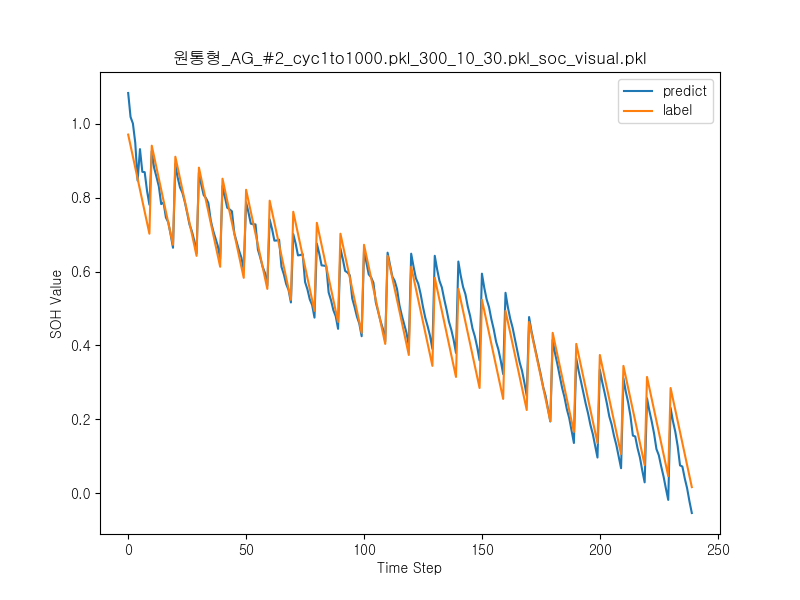 원통형_AG_#2_cyc1to1000.pkl_300_10_30.pkl_soc_visual.pkl
predict
label
1.0
0.8
0.6
0.4
0.2
0.0
SOH Value
0 50 100 150 200 250
Time Step